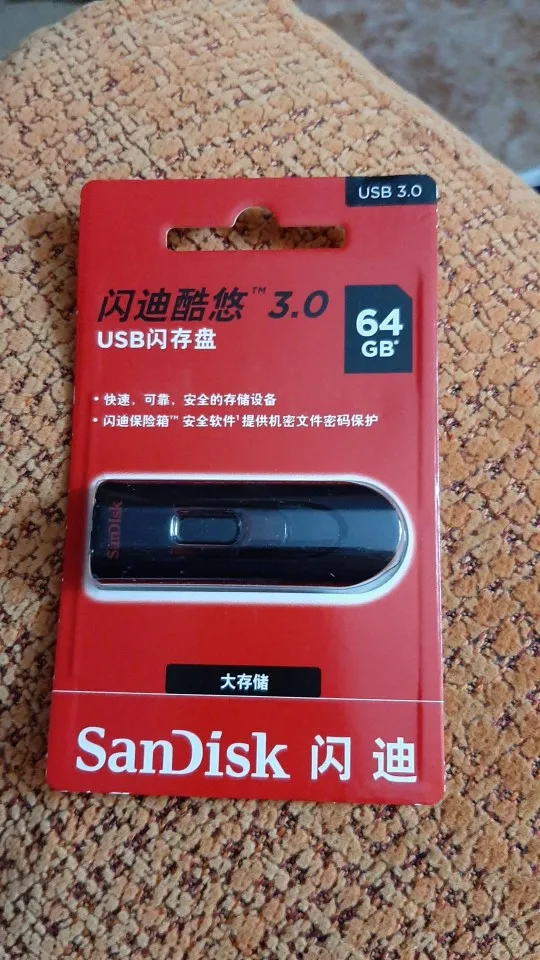 USB 3.0
闪迪酷悠™ 3.0
USB闪存盘
64
GB*
• 快速，可靠，安全的存储设备
• 闪迪保险箱™ 安全软件¹提供机密文件密码保护
SanDisk
大存储
SanDisk 闪迪